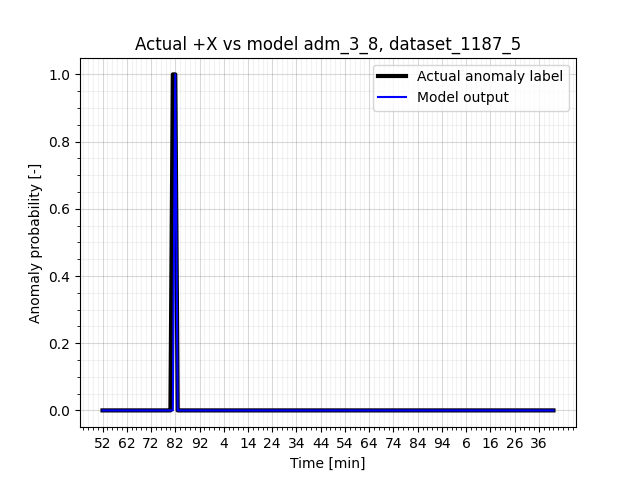 Actual +X vs model adm_3_8, dataset_1187_5
Actual anomaly label
Model output
Anomaly probability [-]
1.0
0.8
0.6
0.4
0.2
0.0
52 62 72 82 92 4 14 24 34 44 54 64 74 84 94 6 16 26 36
Time [min]